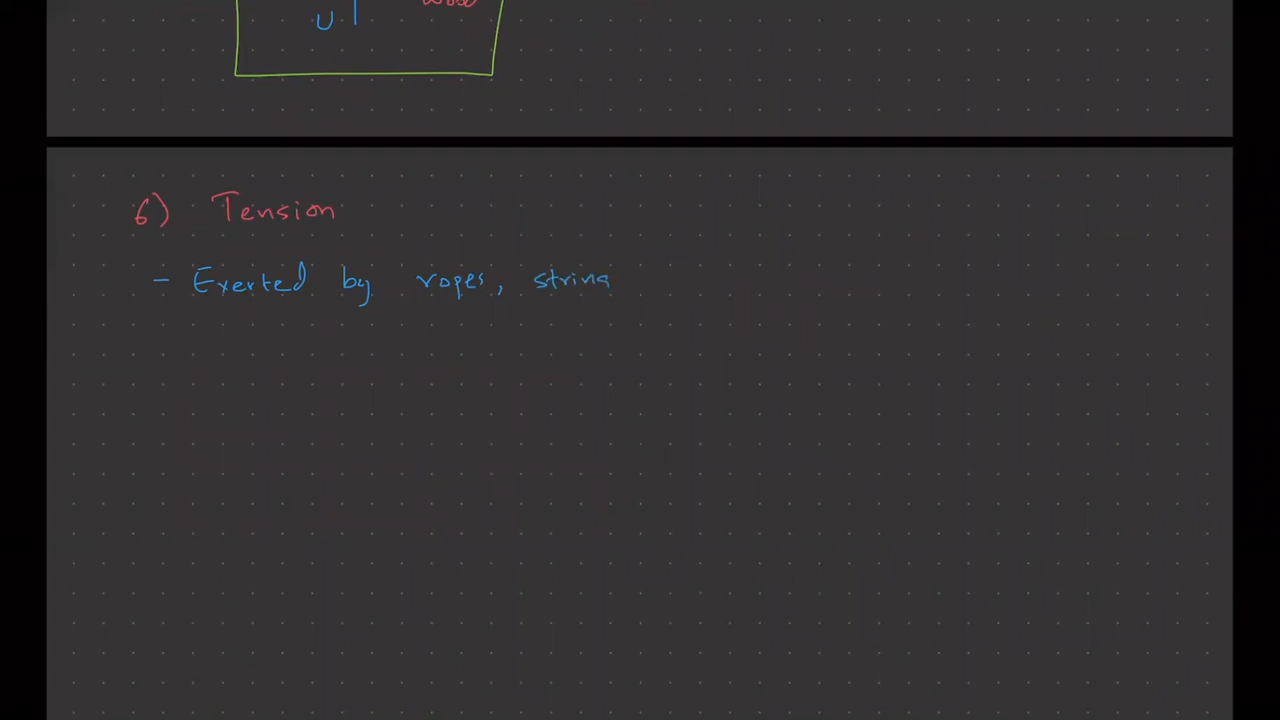 U
6) Tension
- Exerted by ropes, string